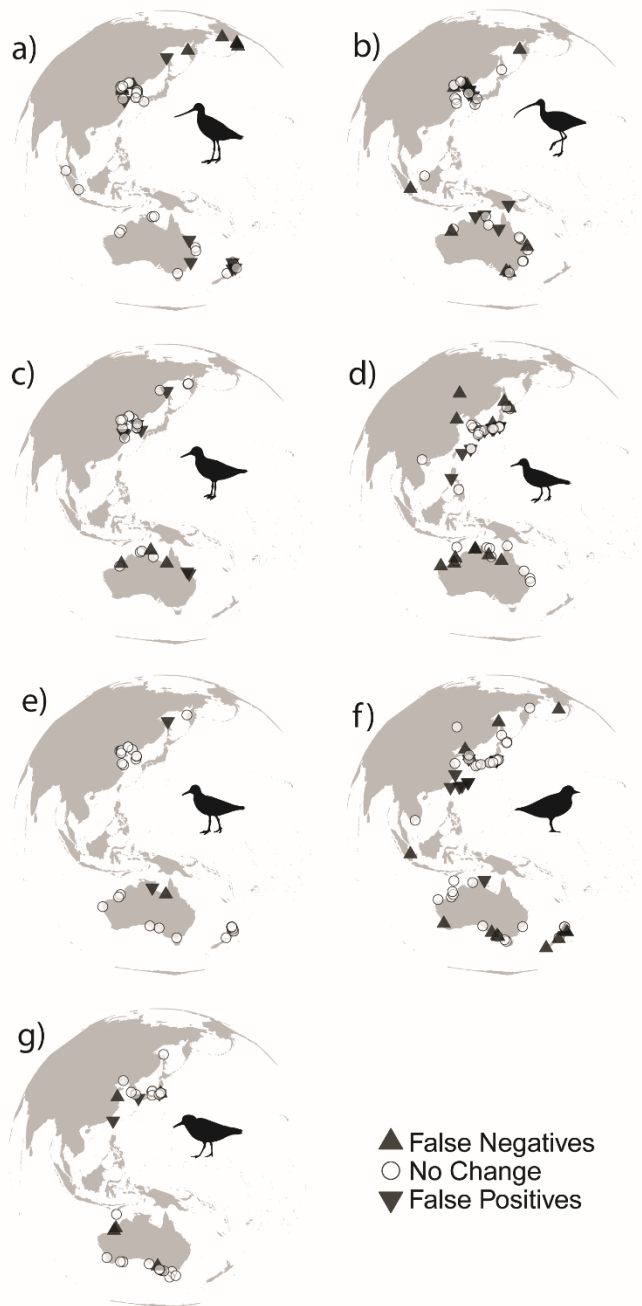 a)
b)
c)
d)
e)
f)
g)
False Negatives
No Change
False Positives